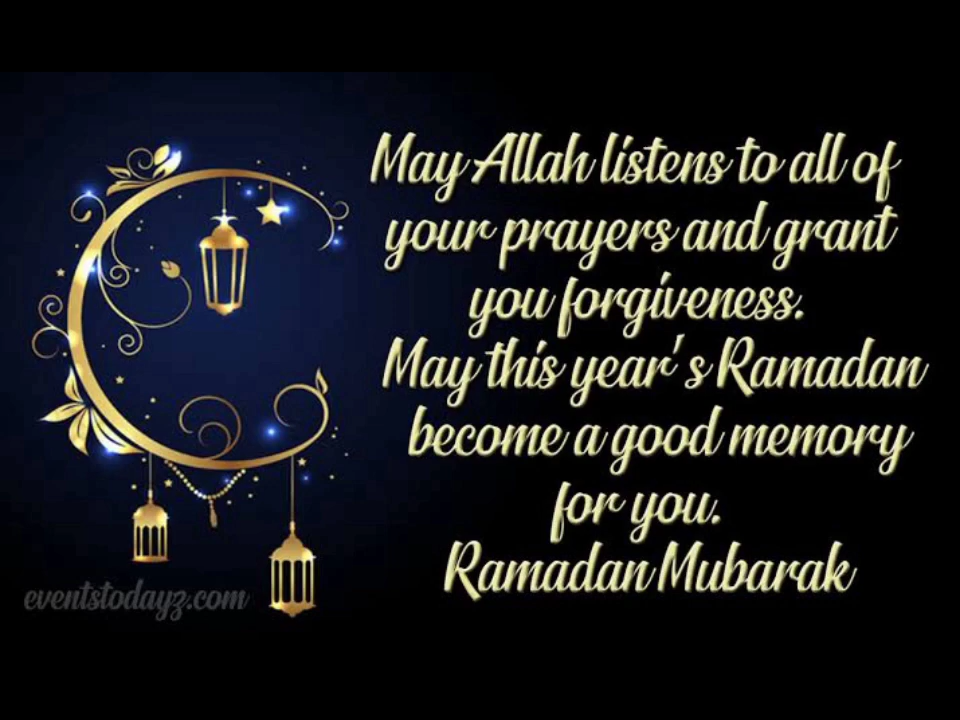 May Allah listens to all of
your prayers and grant
you forgiveness.
May this year's Ramadan
become a good memory
for you.
Ramadan Mubarak
eventstodayz.com